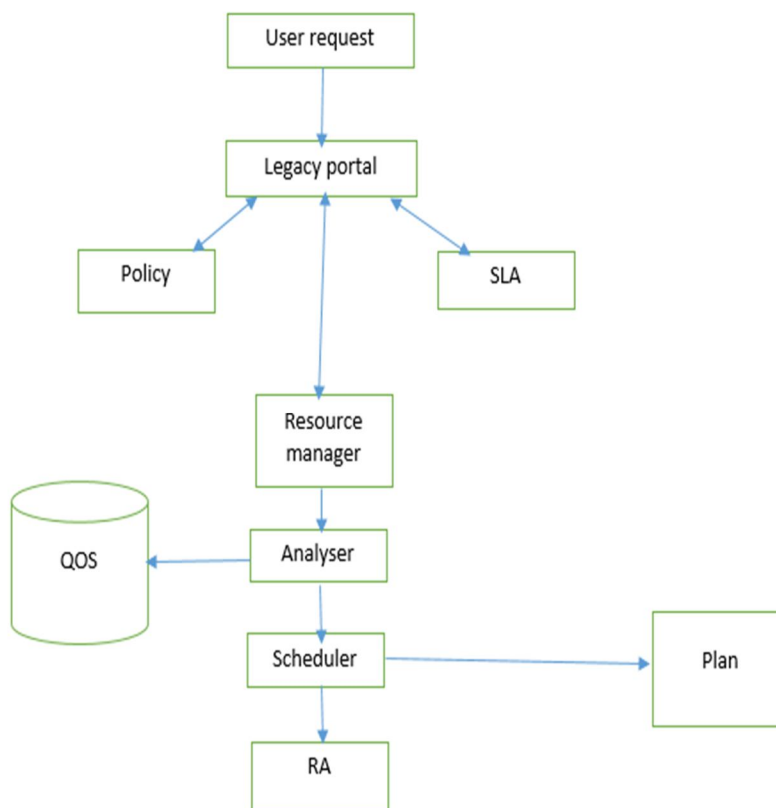 User request
Legacy portal
Policy
SLA
Resource
manager
QOS
Analyser
Scheduler
Plan
RA